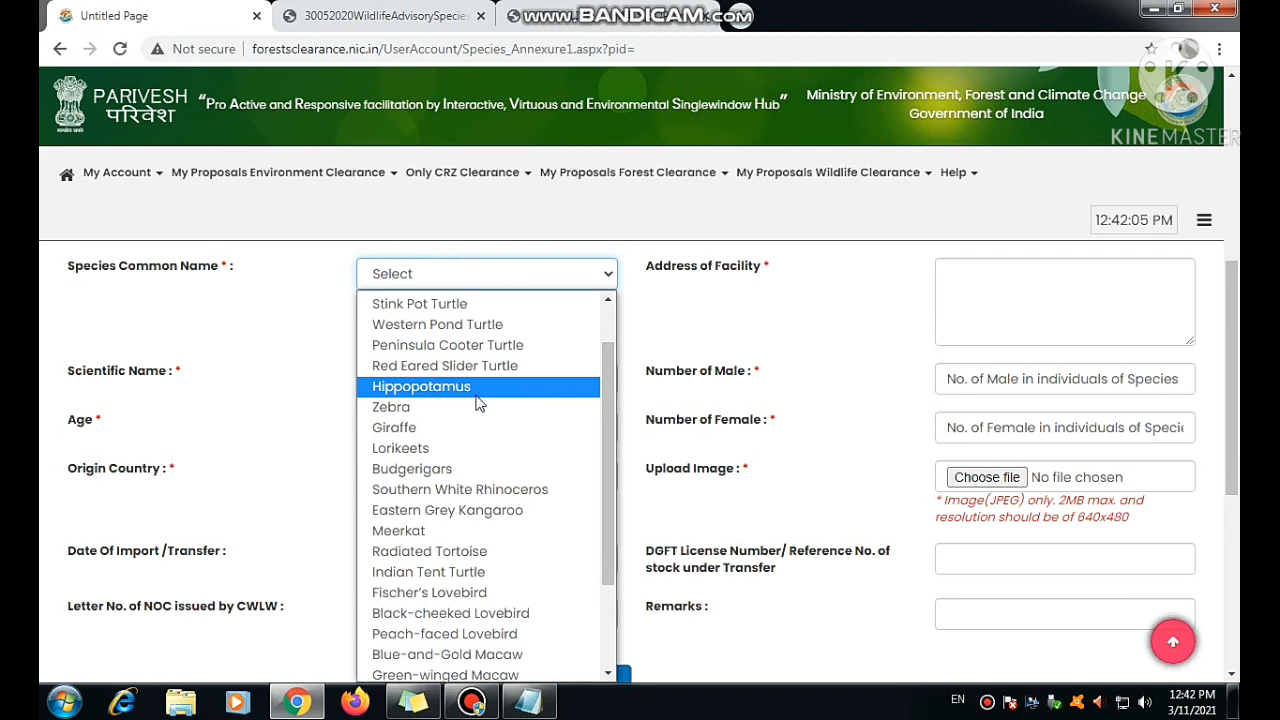 Untitled Page
30052020WildlifeAdvisorySpecie
www.BANDICAM.com
Not secure
forestsclearance.nic.in/UserAccount/Species_Annexure1.aspx?pid=
PARIVESH
परिवेश
सत्यमेव जयते
“Pro Active and Responsive facilitation by Interactive, Virtuous and Environmental Singlewindow Hub”
Ministry of Environment, Forest and Climate Change
Government of India
KINEMASTER
My Account
My Proposals Environment Clearance
Only CRZ Clearance
My Proposals Forest Clearance
My Proposals Wildlife Clearance
Help
12:42:05 PM
Species Common Name * :
Select
Address of Facility *
Stink Pot Turtle
Western Pond Turtle
Peninsula Cooter Turtle
Red Eared Slider Turtle
Hippopotamus
Zebra
Giraffe
Lorikeets
Budgerigars
Southern White Rhinoceros
Eastern Grey Kangaroo
Meerkat
Radiated Tortoise
Indian Tent Turtle
Fischer’s Lovebird
Black-cheeked Lovebird
Peach-faced Lovebird
Blue-and-Gold Macaw
Green-winged Macaw
Scientific Name : *
Number of Male : *
No. of Male in individuals of Species
Age *
Number of Female : *
No. of Female in individuals of Specie
Origin Country : *
Upload Image : *
Choose file No file chosen
* Image(JPEG) only. 2MB max. and
resolution should be of 640x480
Date Of Import /Transfer :
DGFT License Number/ Reference No. of
stock under Transfer
Letter No. of NOC issued by CWLW :
Remarks :
EN
12:42 PM
3/11/2021